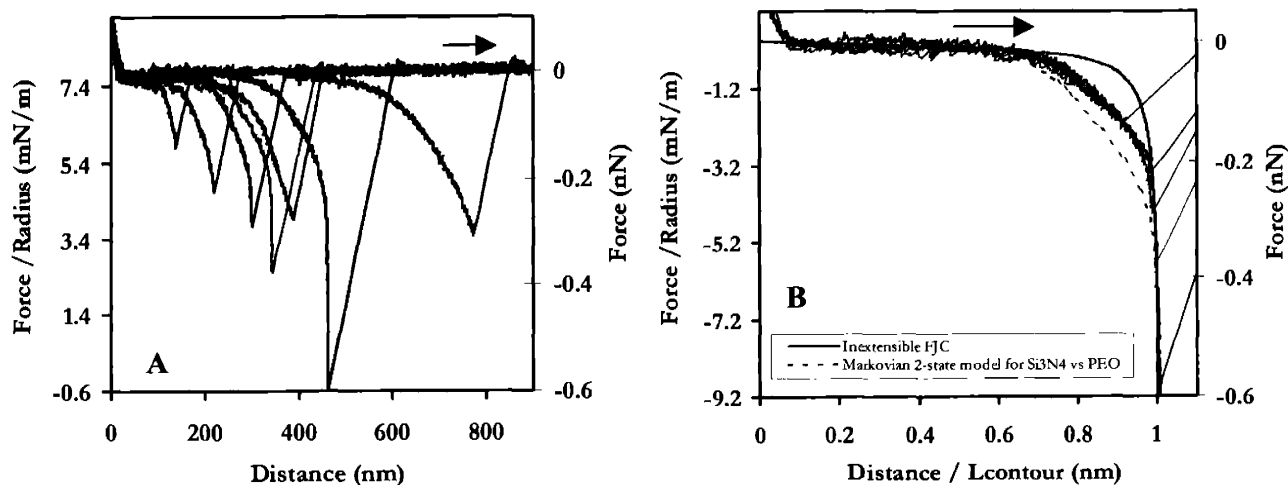 Force /Radius (mN/m)
7.4
5.4
3.4
1.4
-0.6
A
0
200
400
600
800
Distance (nm)
0
-0.2
-0.4
-0.6
Force (nN)
Force /Radius (mN/m)
-1.2
-3.2
-5.2
-7.2
-9.2
B
Inextensible FJC
Markovian 2-state model for Si3N4 vs PEO
0
0.2
0.4
0.6
0.8
1
Distance / Lcontour (nm)
0
-0.2
-0.4
-0.6
Force (nN)